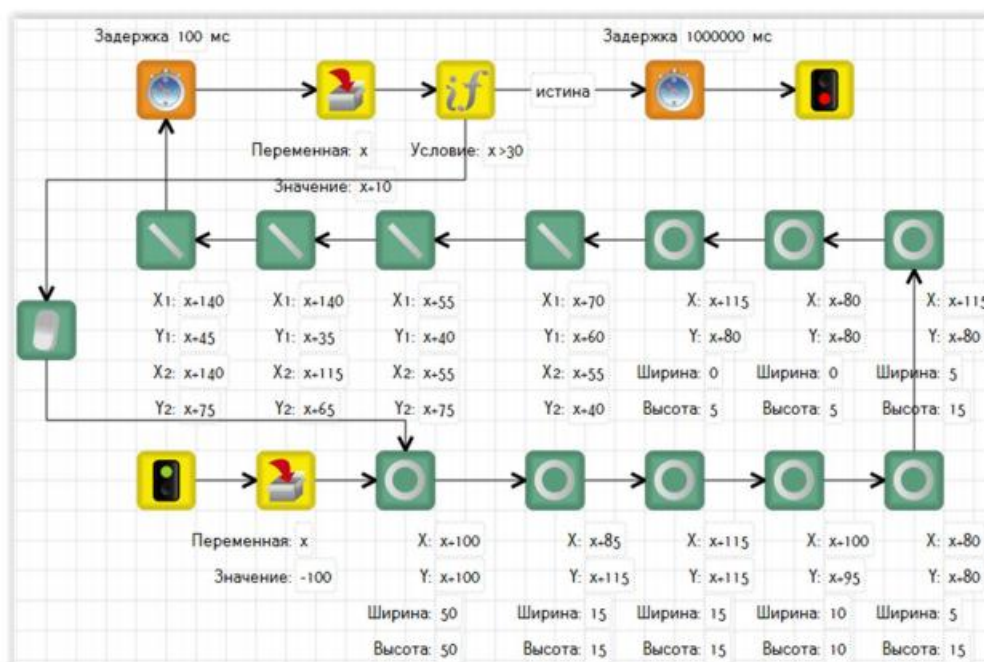 Задержка 100 мс Задержка 1000000 мс
if истина
Переменная: x Условие: x>30
Значение: x+10
X1: x+140 X1: x+140 X1: x+55 X1: x+70 X: x+115 X: x+80 X: x+115
Y1: x+45 Y1: x+35 Y1: x+40 Y1: x+60 Y: x+80 Y: x+80 Y: x+80
X2: x+140 X2: x+115 X2: x+55 X2: x+55 Ширина: 0 Ширина: 0 Ширина: 5
Y2: x+75 Y2: x+65 Y2: x+75 Y2: x+40 Высота: 5 Высота: 5 Высота: 15
Переменная: x X: x+100 X: x+85 X: x+115 X: x+100 X: x+80
Значение: -100 Y: x+100 Y: x+115 Y: x+115 Y: x+95 Y: x+80
Ширина: 50 Ширина: 15 Ширина: 15 Ширина: 10 Ширина: 5
Высота: 50 Высота: 15 Высота: 15 Высота: 10 Высота: 15